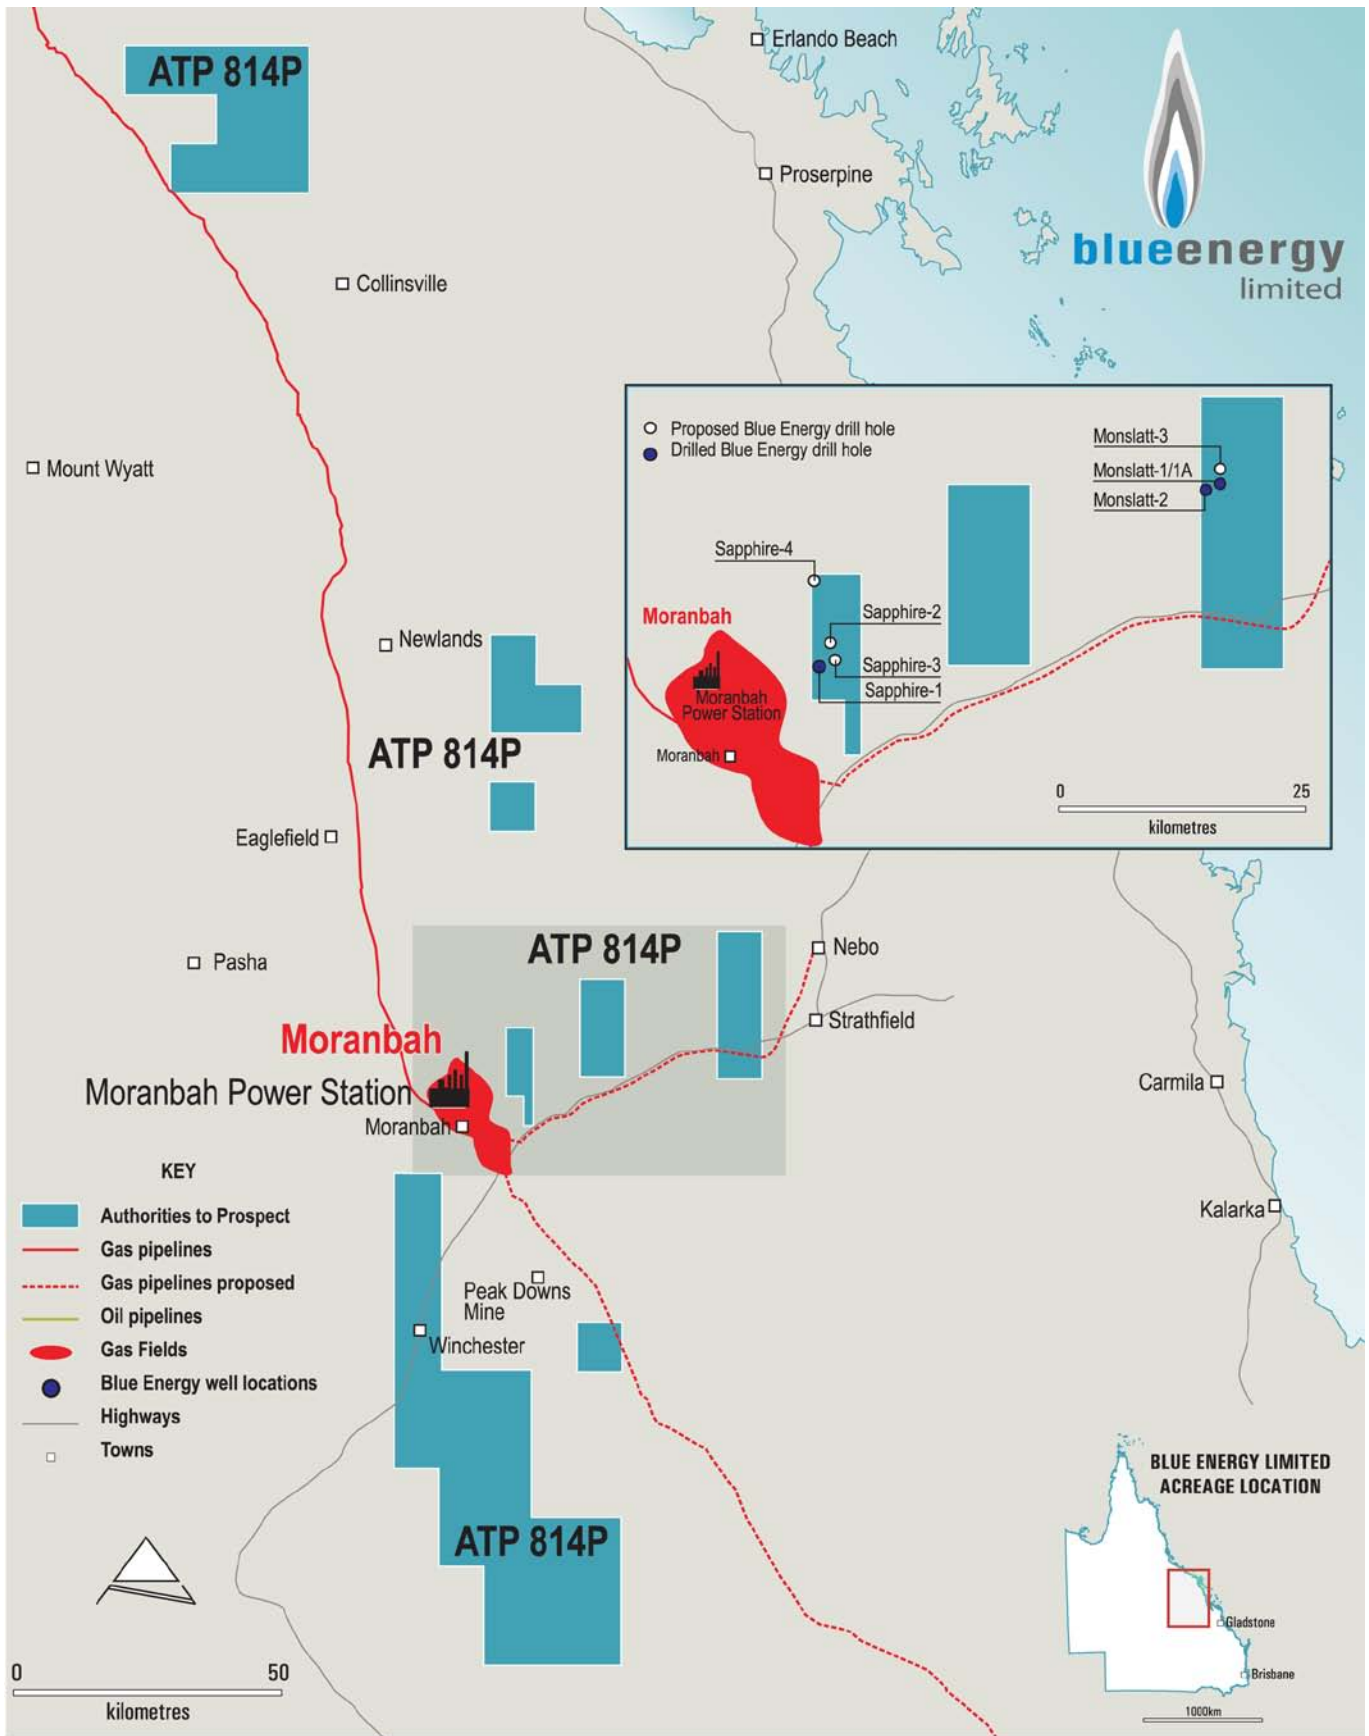 ATP 814P
Erlando Beach
Proserpine
blueenergy
limited
Collinsville
Mount Wyatt
Proposed Blue Energy drill hole
Drilled Blue Energy drill hole
Monslatt-3
Monslatt-1/1A
Monslatt-2
Sapphire-4
Sapphire-2
Sapphire-3
Sapphire-1
Moranbah
Moranbah
Power Station
Moranbah
0 25
kilometres
Newlands
ATP 814P
Eaglefield
Pasha
ATP 814P
Nebo
Strathfield
Moranbah
Moranbah Power Station
Moranbah
Carmila
Kalarka
KEY
Authorities to Prospect
Gas pipelines
Gas pipelines proposed
Oil pipelines
Gas Fields
Blue Energy well locations
Highways
Towns
Peak Downs
Mine
Winchester
ATP 814P
0 50
kilometres
BLUE ENERGY LIMITED
ACREAGE LOCATION
Gladstone
Brisbane
1000km